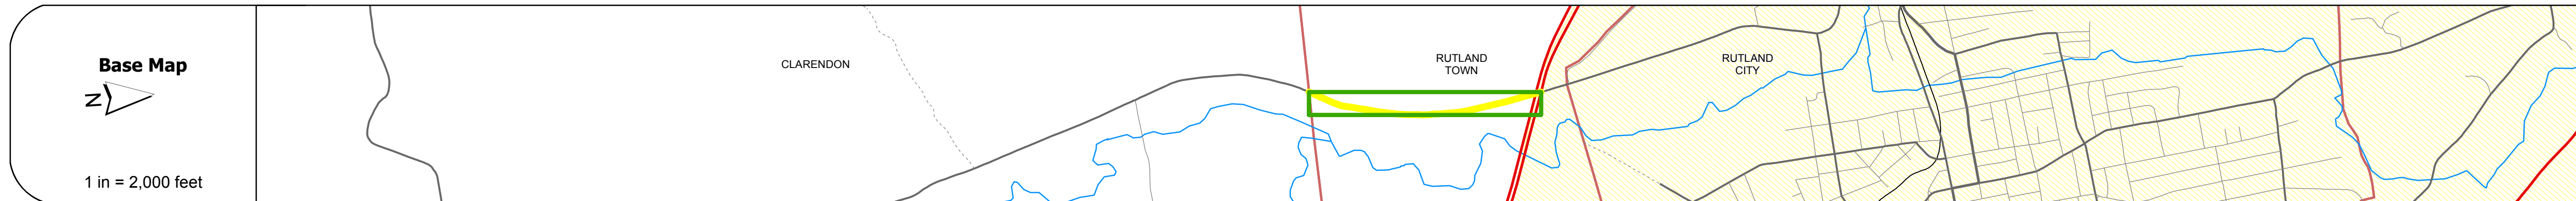 Base Map
N
1 in = 2,000 feet
CLARENDON
RUTLAND
TOWN
RUTLAND
CITY